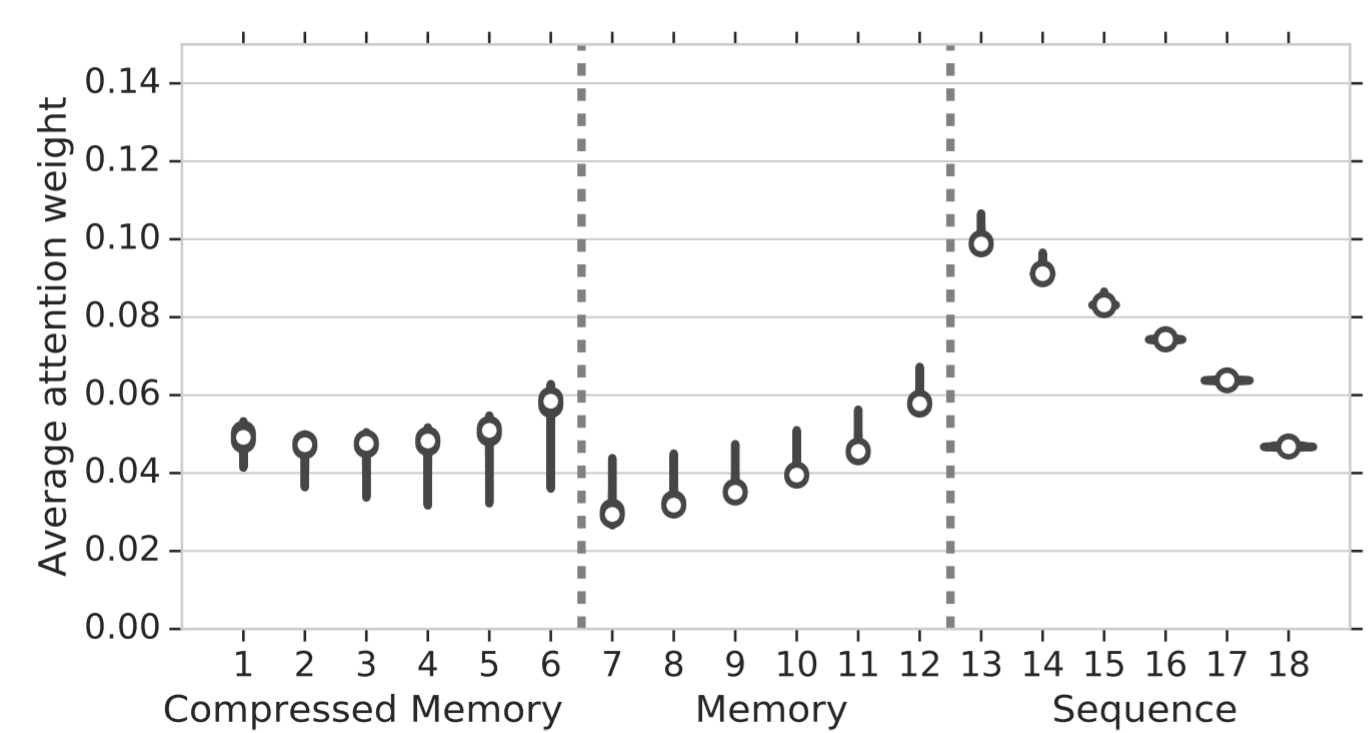 Average attention weight
0.14
0.12
0.10
0.08
0.06
0.04
0.02
0.00
1 2 3 4 5 6 7 8 9 10 11 12 13 14 15 16 17 18
Compressed Memory Memory Sequence